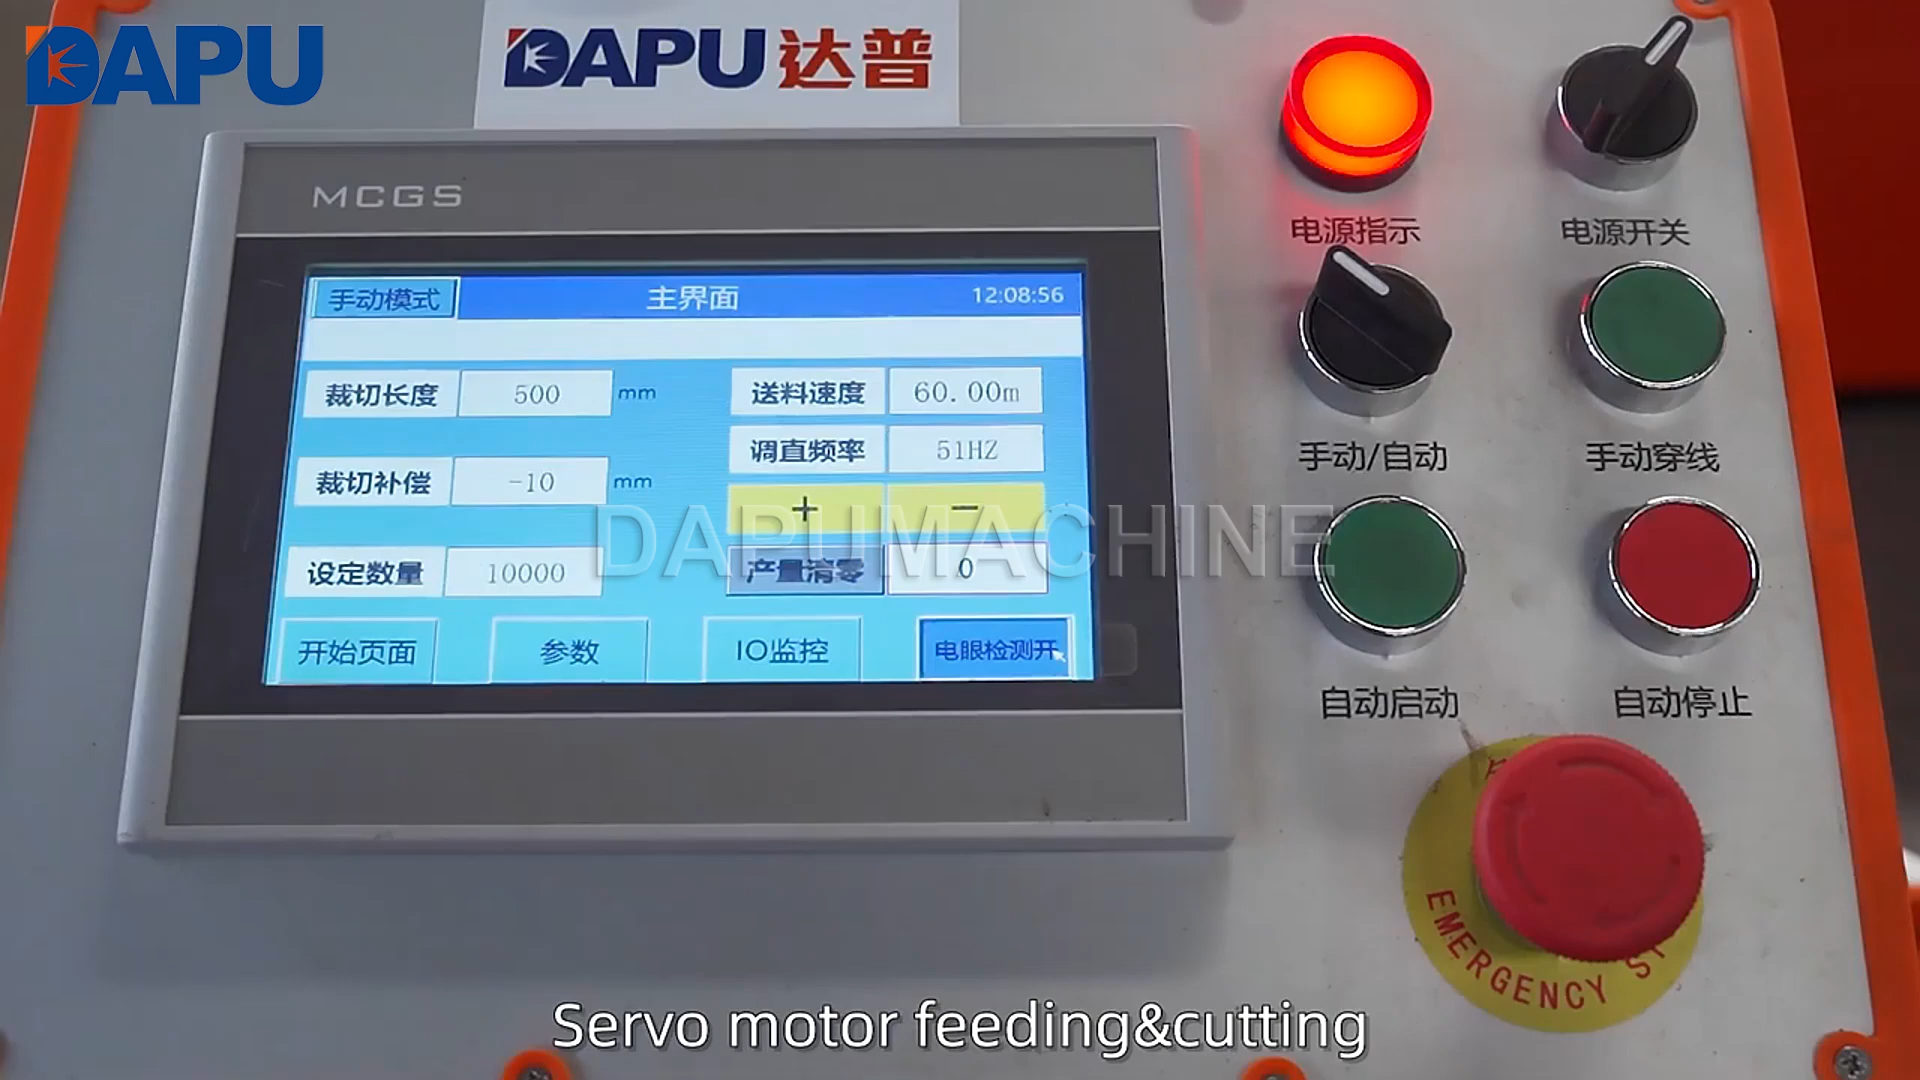 DAPU
DAPU达普
MCGS
手动模式 主界面 12:08:56
裁切长度 500 mm 送料速度 60.00m
调直频率 51HZ
裁切补偿 -10 mm
+ -
设定数量 10000 产量清零 0
开始页面 参数 IO监控 电眼检测开
电源指示 电源开关
手动/自动 手动穿线
自动启动 自动停止
EMERGENCY
DAPUMACHINE
Servo motor feeding&cutting